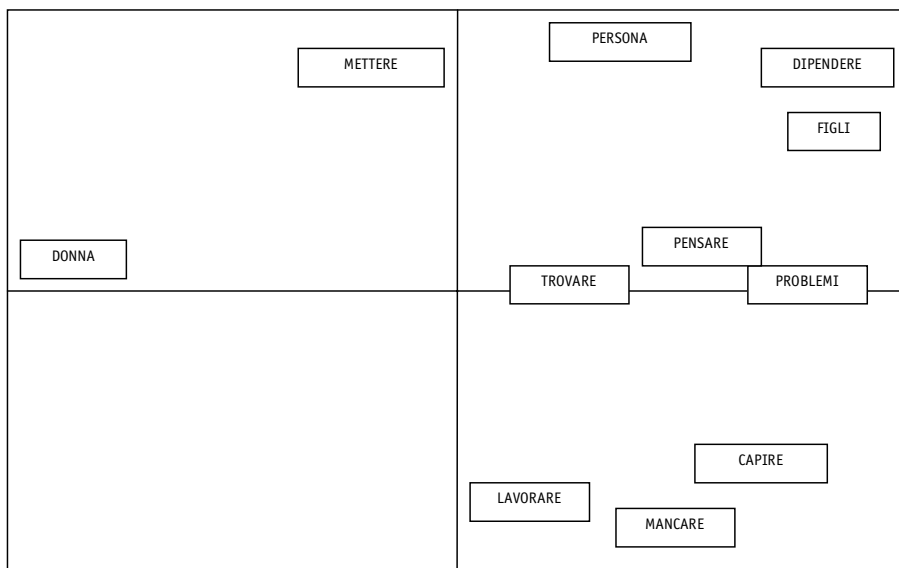 PERSONA
METTERE
DIPENDERE
FIGLI
PENSARE
DONNA
TROVARE
PROBLEMI
CAPIRE
LAVORARE
MANCARE